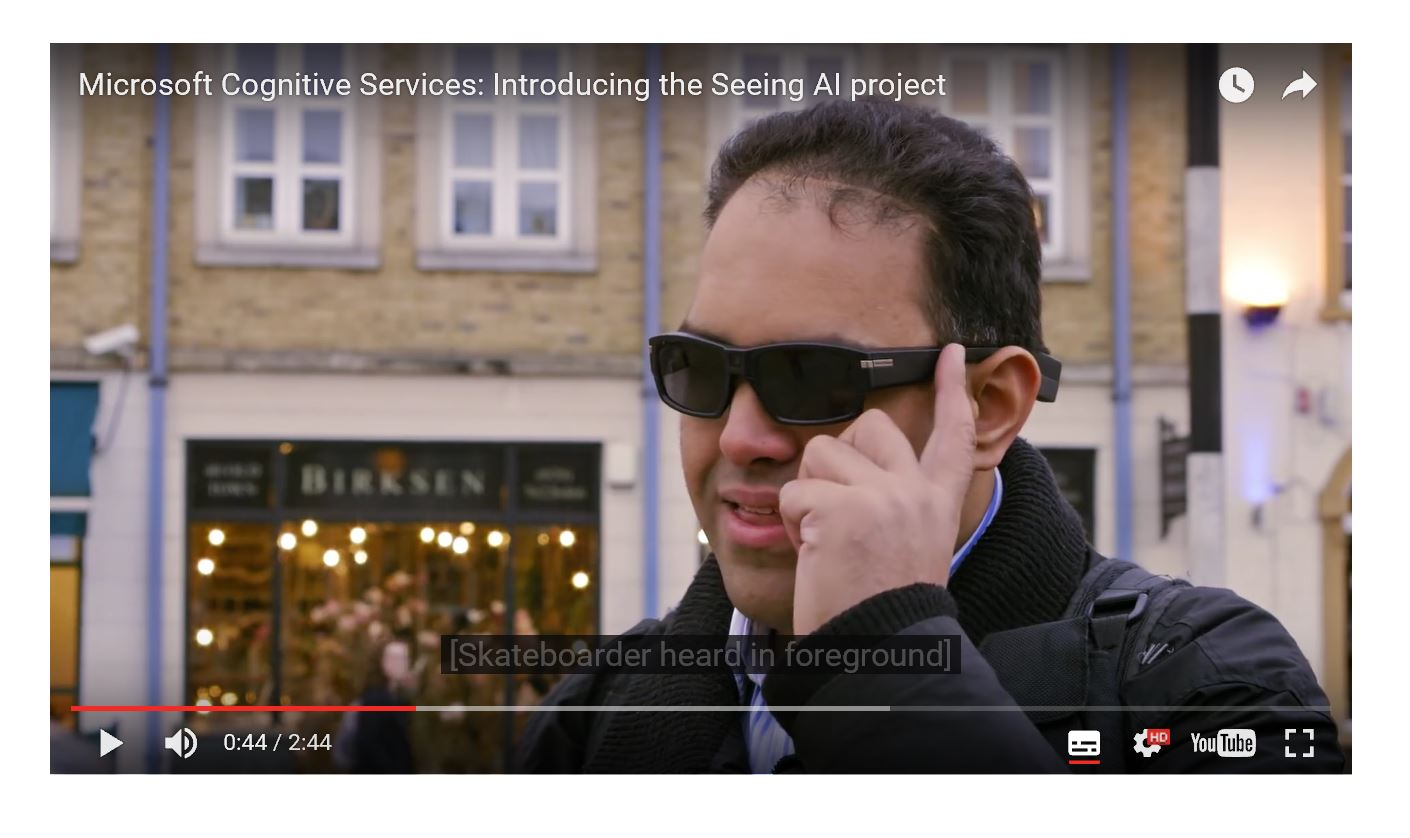 Microsoft Cognitive Services: Introducing the Seeing AI project
BIRKSEN
[Skateboarder heard in foreground]
0:44 / 2:44
HD
YouTube